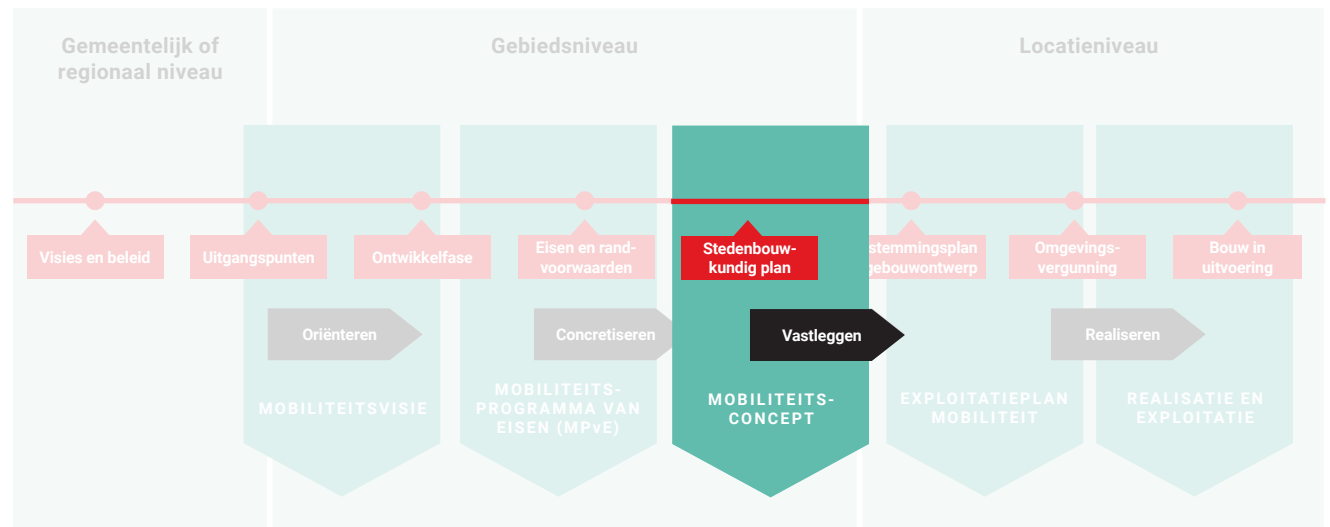 Gemeentelijk of
regionaal niveau
Gebiedsniveau
Locatieniveau
Visies en beleid
Uitgangspunten
Ontwikkelfase
Eisen en rand-
voorwaarden
Stedenbouw-
kundig plan
stemmingsplan
gebouwontwerp
Omgevings-
vergunning
Bouw in
uitvoering
Oriënteren
Concretiseren
Vastleggen
Realiseren
MOBILITEITSVISIE
MOBILITEITS-
PROGRAMMA VAN
EISEN (MPvE)
MOBILITEITS-
CONCEPT
EXPLOITATIEPLAN
MOBILITEIT
REALISATIE EN
EXPLOITATIE